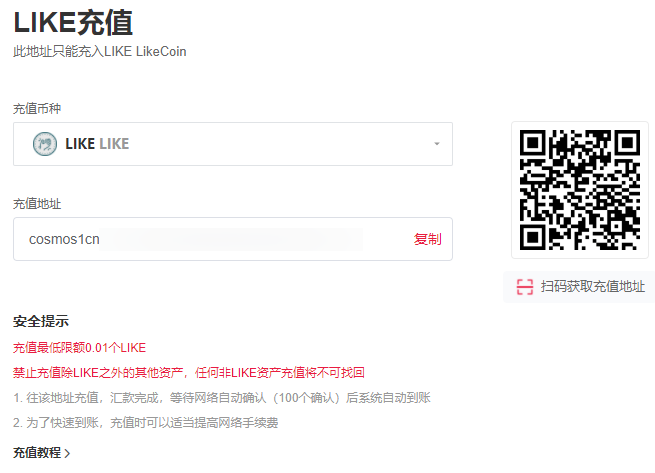 LIKE充值
此地址只能充入LIKE LikeCoin
充值币种
LIKE LIKE
充值地址
cosmos1cn
复制
扫码获取充值地址
安全提示
充值最低限额0.01个LIKE
禁止充值除LIKE之外的其他资产，任何非LIKE资产充值将不可找回
1. 往该地址充值，汇款完成，等待网络自动确认（100个确认）后系统自动到账
2. 为了快速到账，充值时可以适当提高网络手续费
充值教程